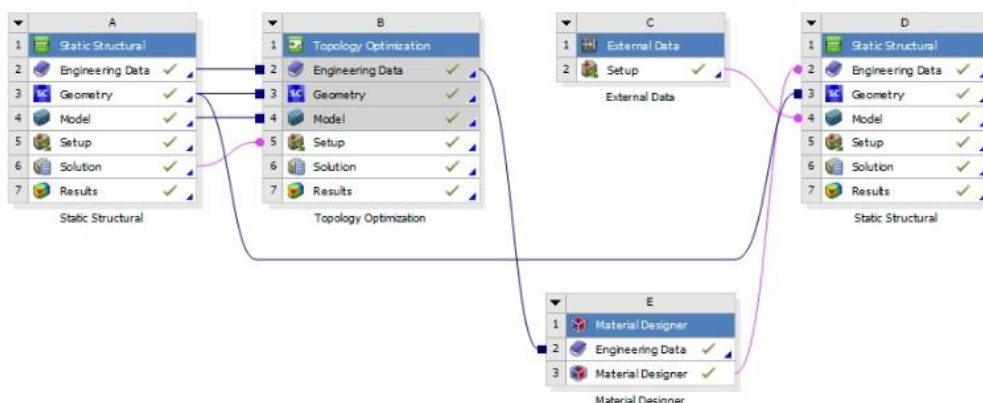 A
1 Static Structural
2 Engineering Data
3 Geometry
4 Model
5 Setup
6 Solution
7 Results
Static Structural
B
1 Topology Optimization
2 Engineering Data
3 Geometry
4 Model
5 Setup
6 Solution
7 Results
Topology Optimization
C
1 External Data
2 Setup
External Data
D
1 Static Structural
2 Engineering Data
3 Geometry
4 Model
5 Setup
6 Solution
7 Results
Static Structural
E
1 Material Designer
2 Engineering Data
3 Material Designer
Material Designer